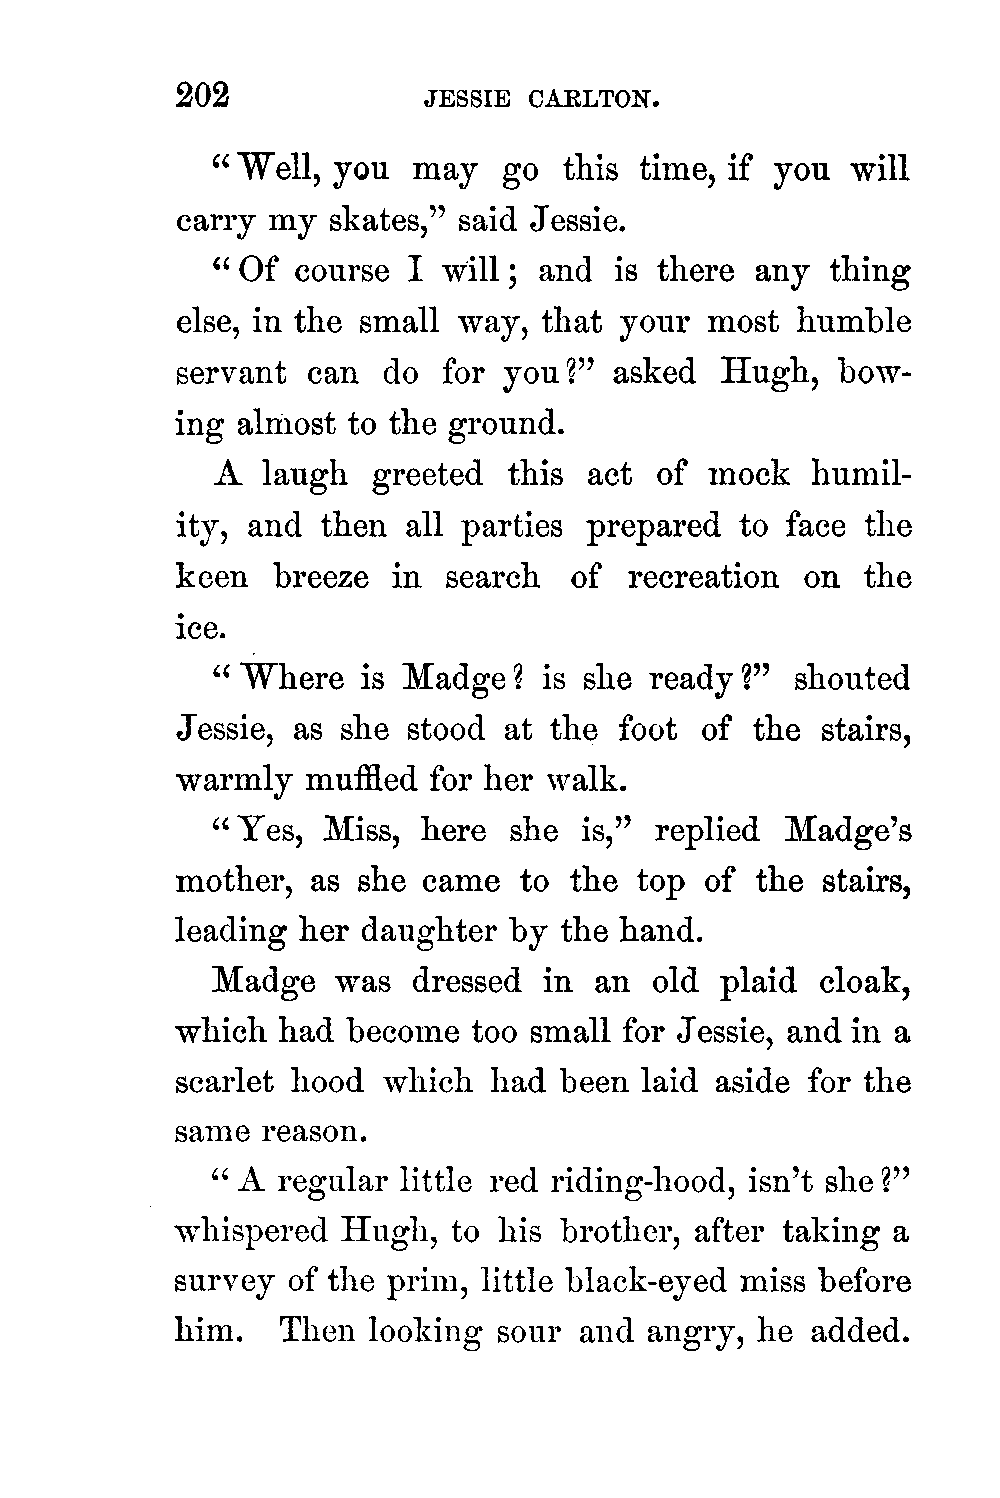 202 JESSIE CARLTON.
“Well, you may go this time, if you will
carry my skates,” said Jessie.
“Of course I will; and is there any thing
else, in the small way, that your most humble
servant can do for you?” asked Hugh, bow-
ing almost to the ground.
A laugh greeted this act of mock humil-
ity, and then all parties prepared to face the
keen breeze in search of recreation on the
ice.
“Where is Madge? is she ready?” shouted
Jessie, as she stood at the foot of the stairs,
warmly muffled for her walk.
“Yes, Miss, here she is,” replied Madge’s
mother, as she came to the top of the stairs,
leading her daughter by the hand.
Madge was dressed in an old plaid cloak,
which had become too small for Jessie, and in a
scarlet hood which had been laid aside for the
same reason.
“A regular little red riding-hood, isn’t she?”
whispered Hugh, to his brother, after taking a
survey of the prim, little black-eyed miss before
him. Then looking sour and angry, he added.